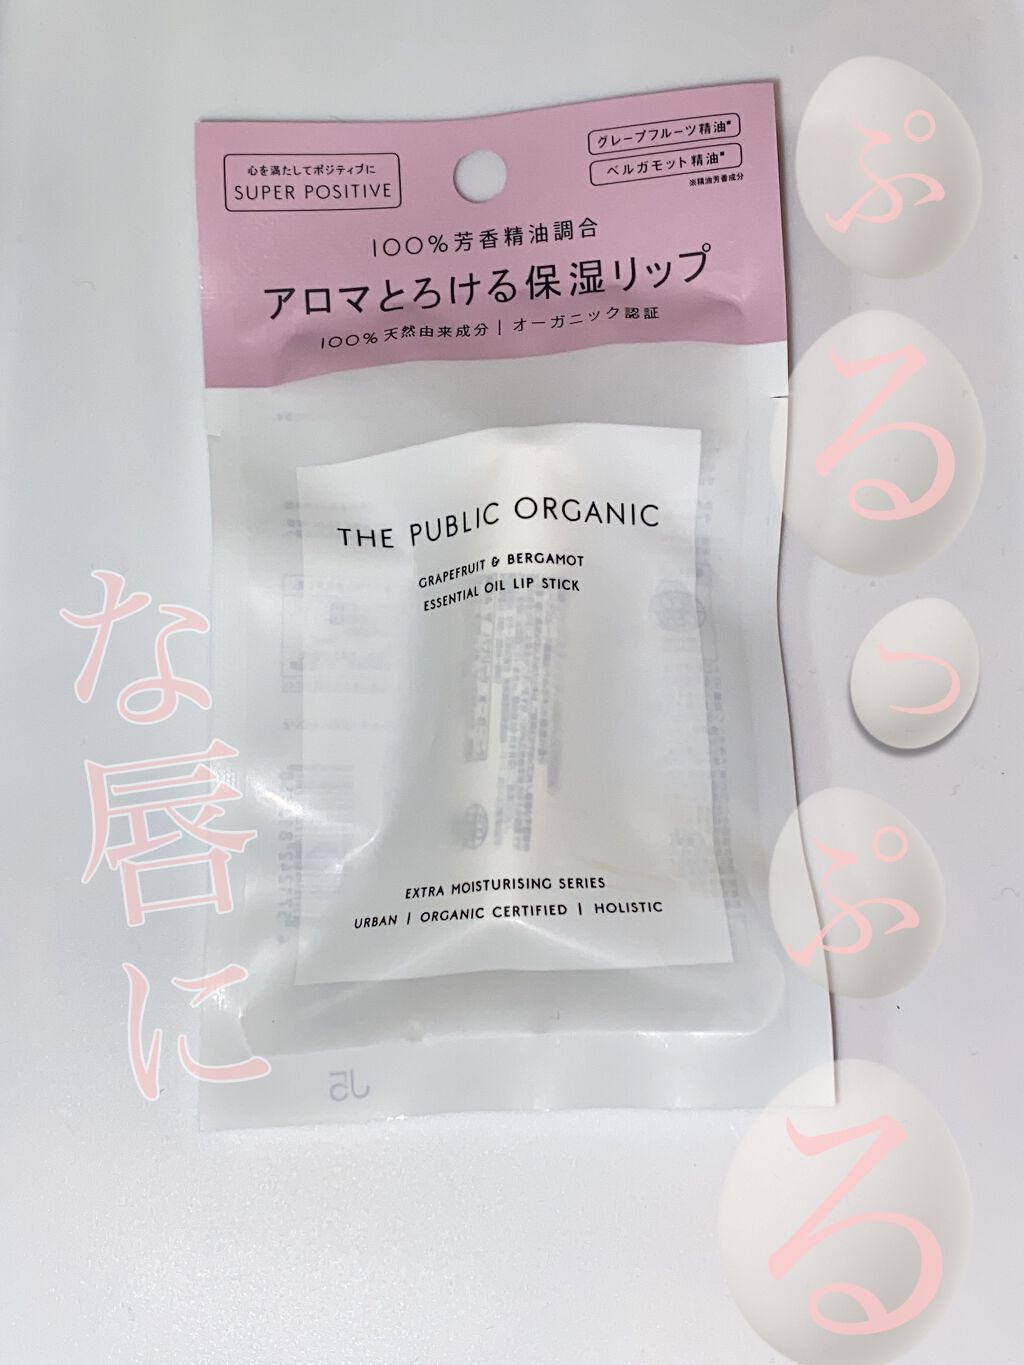 心を満たしてポジティブに
SUPER POSITIVE
グレープフルーツ精油※
ベルガモット精油※
※精油芳香成分
100%芳香精油調合
アロマとろける保湿リップ
100%天然由来成分 | オーガニック認証
THE PUBLIC ORGANIC
GRAPEFRUIT & BERGAMOT
ESSENTIAL OIL LIP STICK
EXTRA MOISTURISING SERIES
URBAN | ORGANIC CERTIFIED | HOLISTIC
J5
ぷるっぷる
な唇に